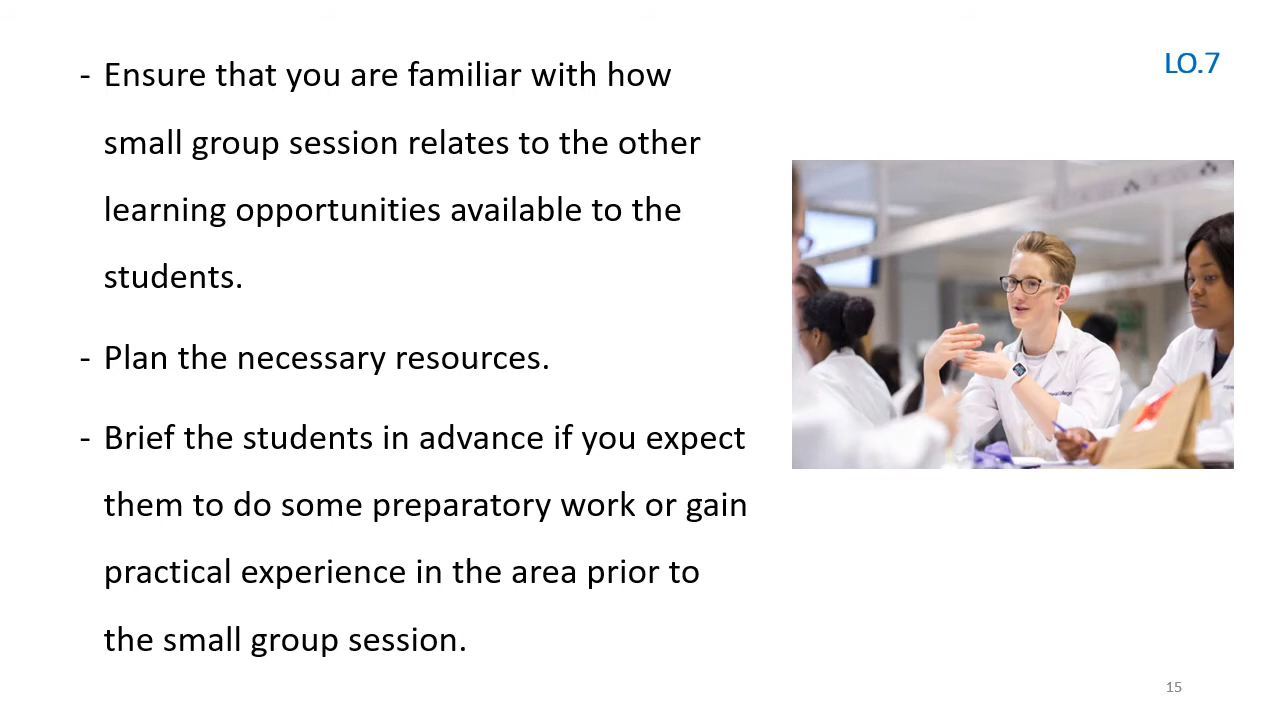 LO.7
- Ensure that you are familiar with how
small group session relates to the other
learning opportunities available to the
students.
- Plan the necessary resources.
- Brief the students in advance if you expect
them to do some preparatory work or gain
practical experience in the area prior to
the small group session.
15